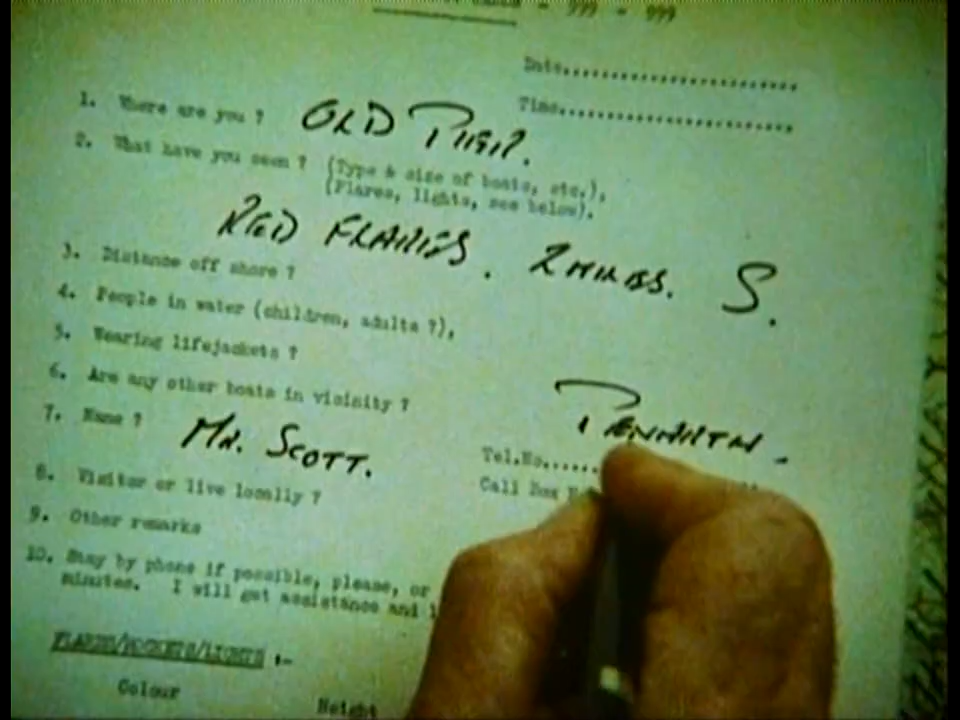 - 999 - 999
Date........................
Time........................
1. Where are you ? OLD PIER.
2. What have you seen ? (Type & size of boats, etc.),
(Flares, lights, see below).
RED FLARES. 2 MILES. S.
3. Distance off shore ?
4. People in water (children, adults ?),
5. Wearing lifejackets ?
6. Are any other boats in vicinity ?
7. Name ? MR. SCOTT.
Tel.No......
8. Visitor or live locally ?
Call Box
9. Other remarks
10. Stay by phone if possible, please, or
minutes. I will get assistance and
FLARES/ROCKETS/LIGHTS :-
Colour Height